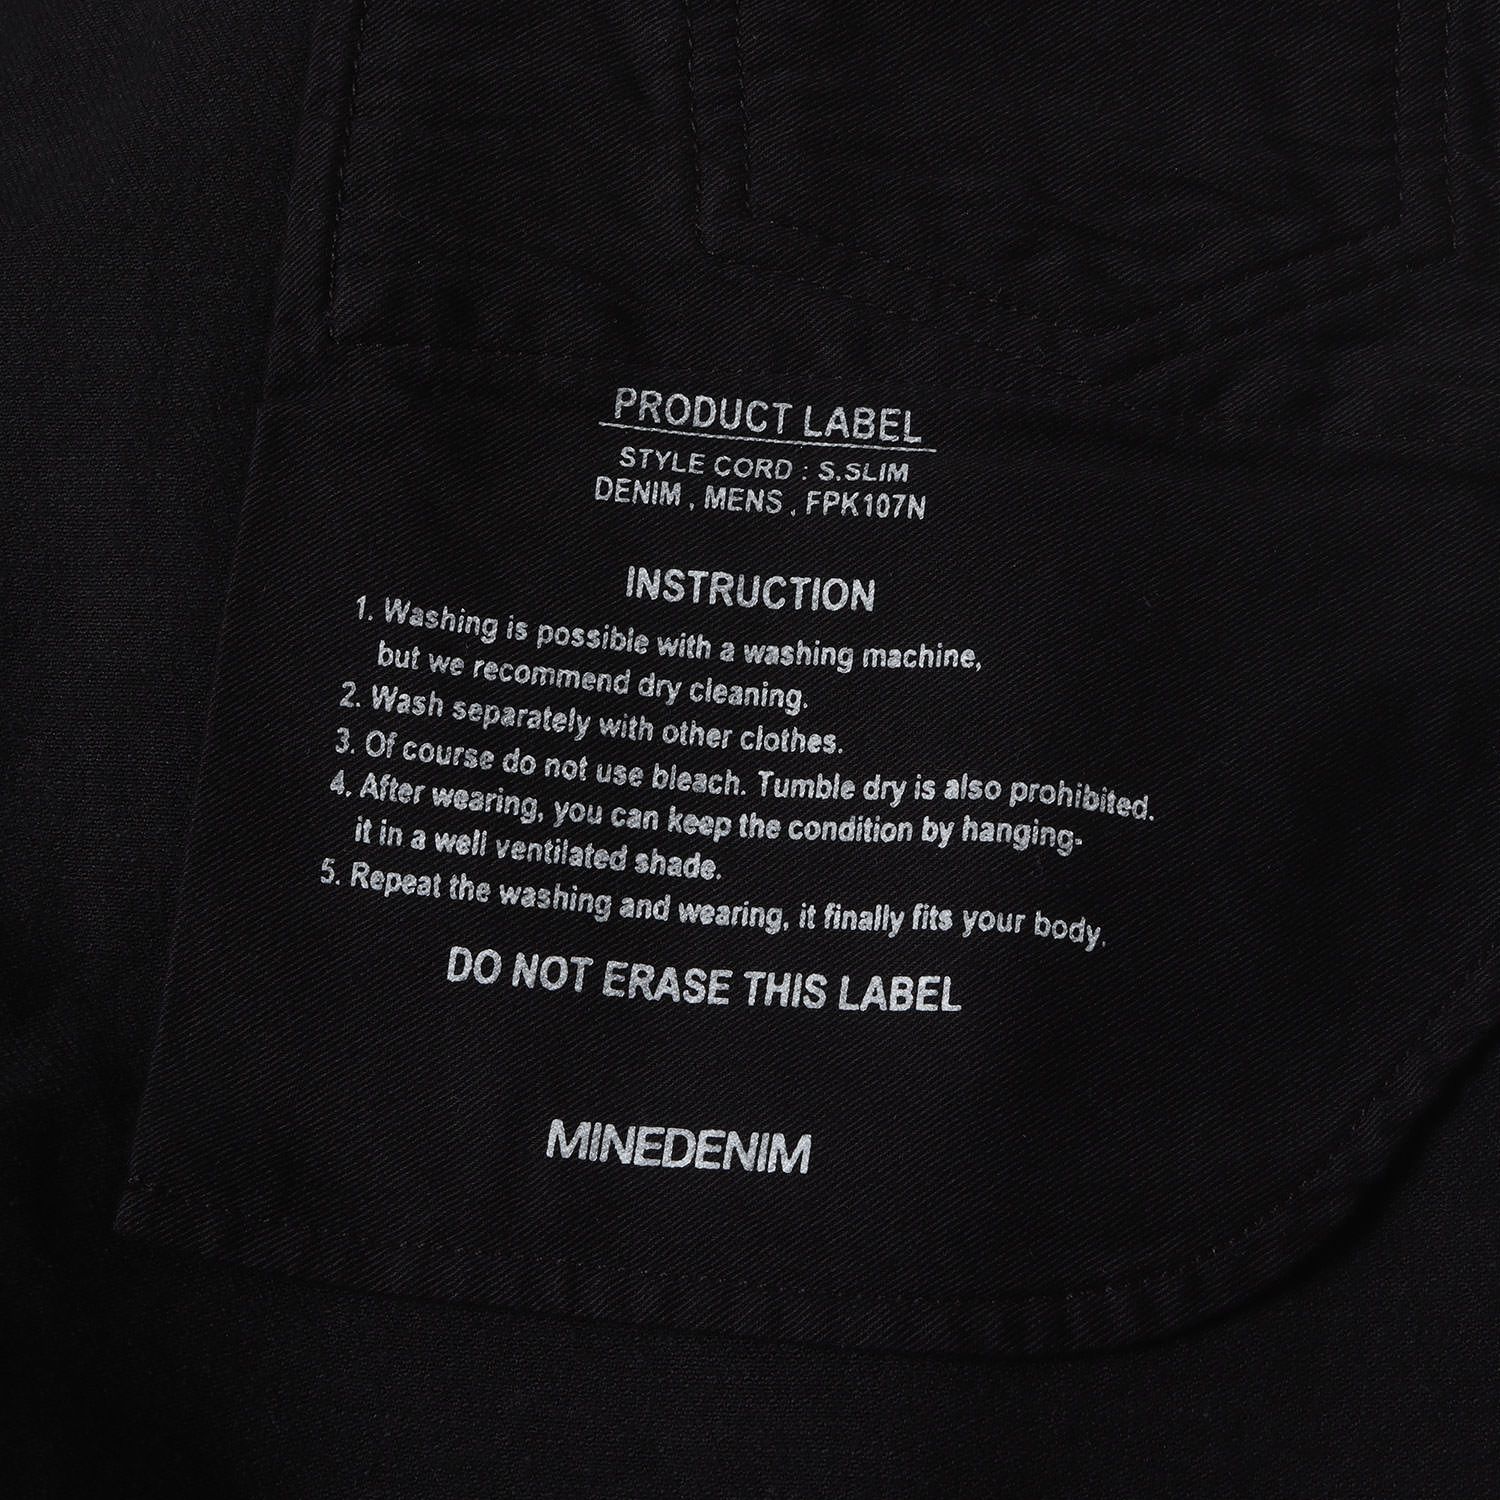 PRODUCT LABEL
STYLE CORD : S.SLIM
DENIM , MENS , FPK107N
INSTRUCTION
1. Washing is possible with a washing machine,
but we recommend dry cleaning.
2. Wash separately with other clothes.
3. Of course do not use bleach. Tumble dry is also prohibited.
4. After wearing, you can keep the condition by hanging-
it in a well ventilated shade.
5. Repeat the washing and wearing, it finally fits your body.
DO NOT ERASE THIS LABEL
MINEDENIM